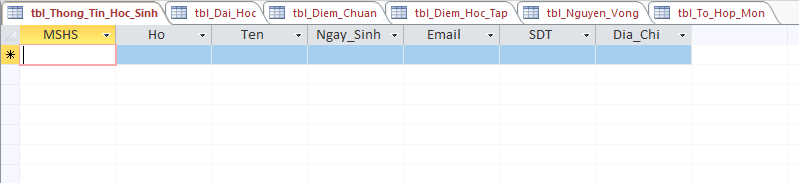 tbl_Thong_Tin_Hoc_Sinh tbl_Dai_Hoc tbl_Diem_Chuan tbl_Diem_Hoc_Tap tbl_Nguyen_Vong tbl_To_Hop_Mon
MSHS Ho Ten Ngay_Sinh Email SDT Dia_Chi